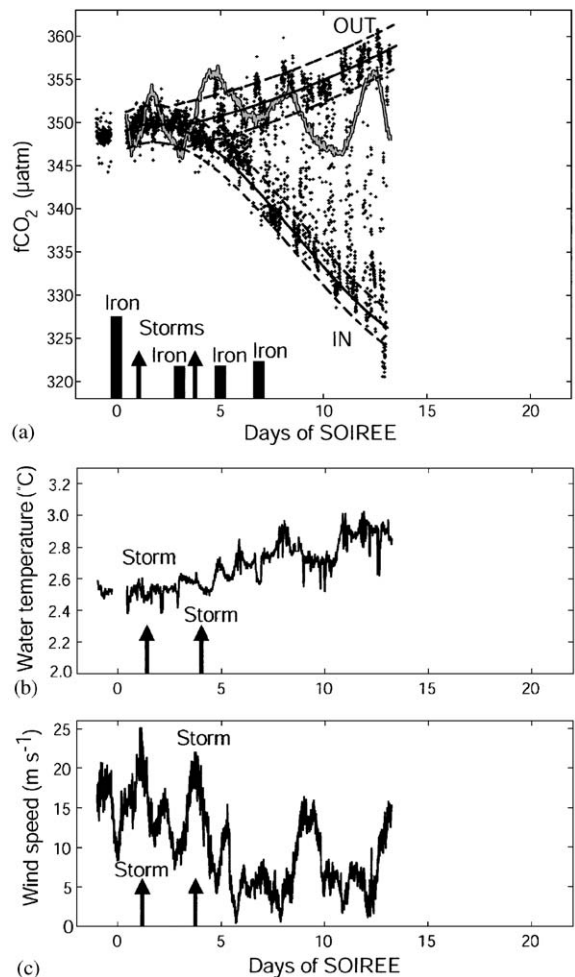 360
OUT
355
350
345
fCO₂ (µatm)
340
335
330
IN
Iron
325
Storms
Iron Iron Iron
320
0 5 10 15 20
(a) Days of SOIREE
3.2
3.0
2.8
Water temperature (°C)
Storm
2.6
2.4
Storm
2.2
2.0
(b) 0 5 10 15 20
25
Storm
20
15
Wind speed (m s⁻¹)
10
5
Storm
0
0 5 10 15 20
(c) Days of SOIREE